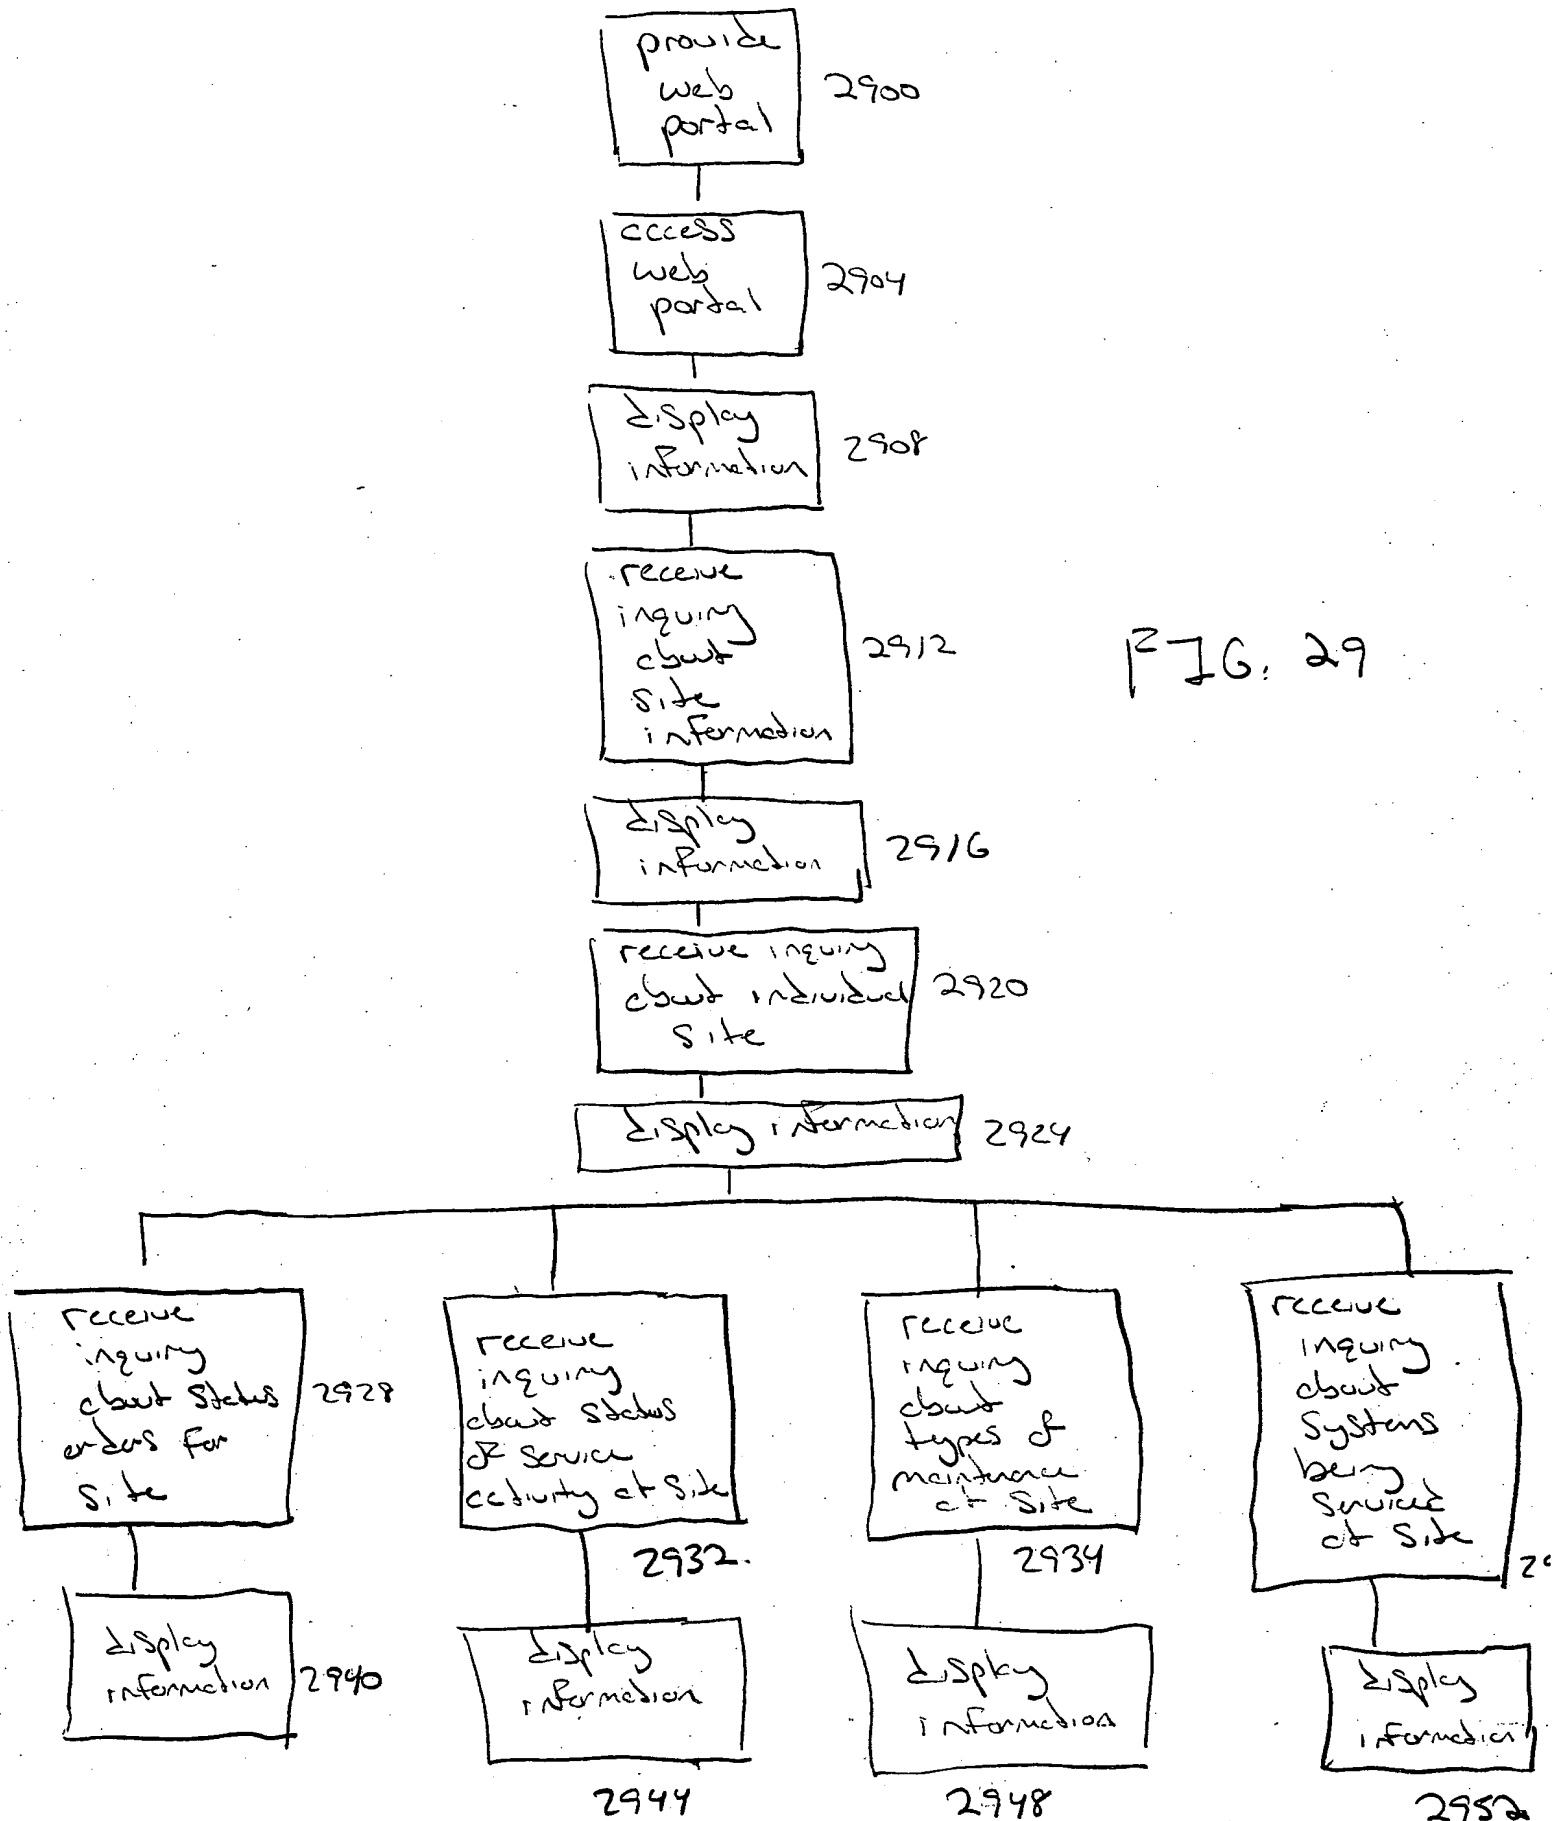 provide
web
portal
2900
access
web
portal
2904
display
information
2908
receive
inquiry
about
site
information
2912
FIG. 29
display
information
2916
receive inquiry
about individual
site
2920
display information
2924
receive
inquiry
about status
orders for
site
2928
receive
inquiry
about status
of service
activity at site
2932.
receive
inquiry
about
types of
maintenance
at site
2934
receive
inquiry
about
systems
being
serviced
at site
display
information
2940
display
information
2944
display
information
2948
display
information
2952